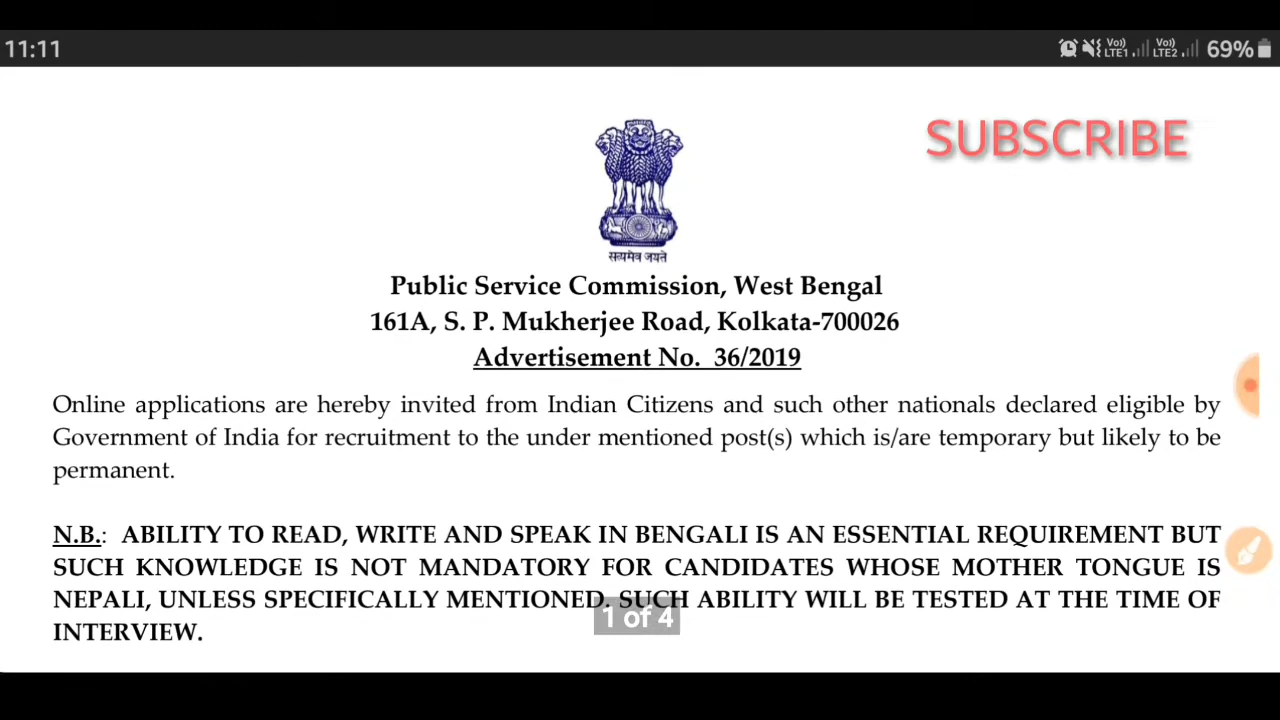 11:11
Vo)) LTE1 Vo)) LTE2 69%
SUBSCRIBE
सत्यमेव जयते
Public Service Commission, West Bengal
161A, S. P. Mukherjee Road, Kolkata-700026
Advertisement No. 36/2019
Online applications are hereby invited from Indian Citizens and such other nationals declared eligible by
Government of India for recruitment to the under mentioned post(s) which is/are temporary but likely to be
permanent.
N.B.: ABILITY TO READ, WRITE AND SPEAK IN BENGALI IS AN ESSENTIAL REQUIREMENT BUT
SUCH KNOWLEDGE IS NOT MANDATORY FOR CANDIDATES WHOSE MOTHER TONGUE IS
NEPALI, UNLESS SPECIFICALLY MENTIONED. SUCH ABILITY WILL BE TESTED AT THE TIME OF
INTERVIEW.
1 of 4